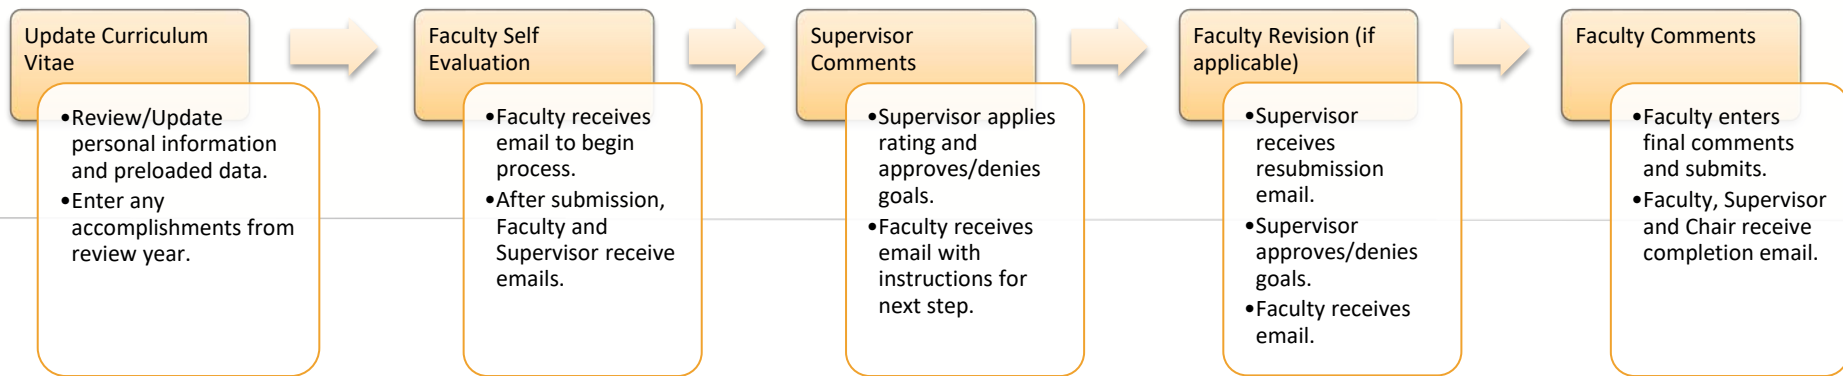 Update Curriculum
Vitae
•Review/Update
personal information
and preloaded data.
•Enter any
accomplishments from
review year.
Faculty Self
Evaluation
•Faculty receives
email to begin
process.
•After submission,
Faculty and
Supervisor receive
emails.
Supervisor
Comments
•Supervisor applies
rating and
approves/denies
goals.
•Faculty receives
email with
instructions for
next step.
Faculty Revision (if
applicable)
•Supervisor
receives
resubmission
email.
•Supervisor
approves/denies
goals.
•Faculty receives
email.
Faculty Comments
•Faculty enters
final comments
and submits.
•Faculty, Supervisor
and Chair receive
completion email.